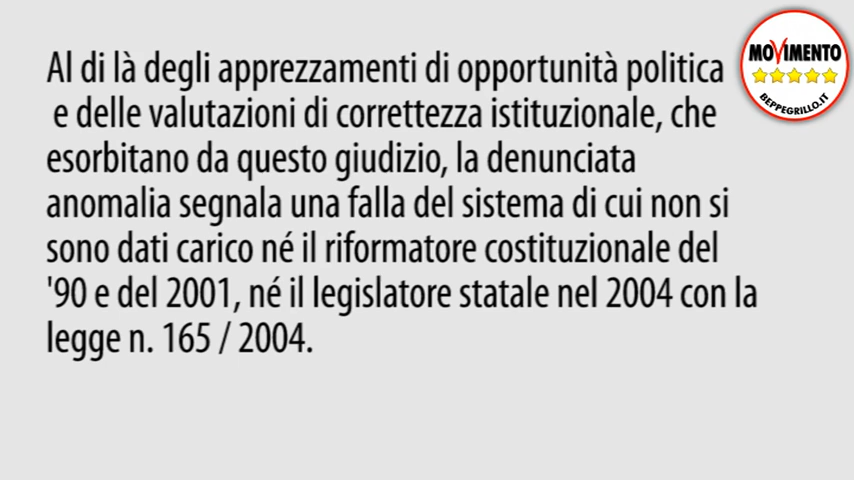 Al di là degli apprezzamenti di opportunità politica
e delle valutazioni di correttezza istituzionale, che
esorbitano da questo giudizio, la denunciata
anomalia segnala una falla del sistema di cui non si
sono dati carico né il riformatore costituzionale del
'90 e del 2001, né il legislatore statale nel 2004 con la
legge n. 165 / 2004.
MOVIMENTO
BEPPEGRILLO.IT